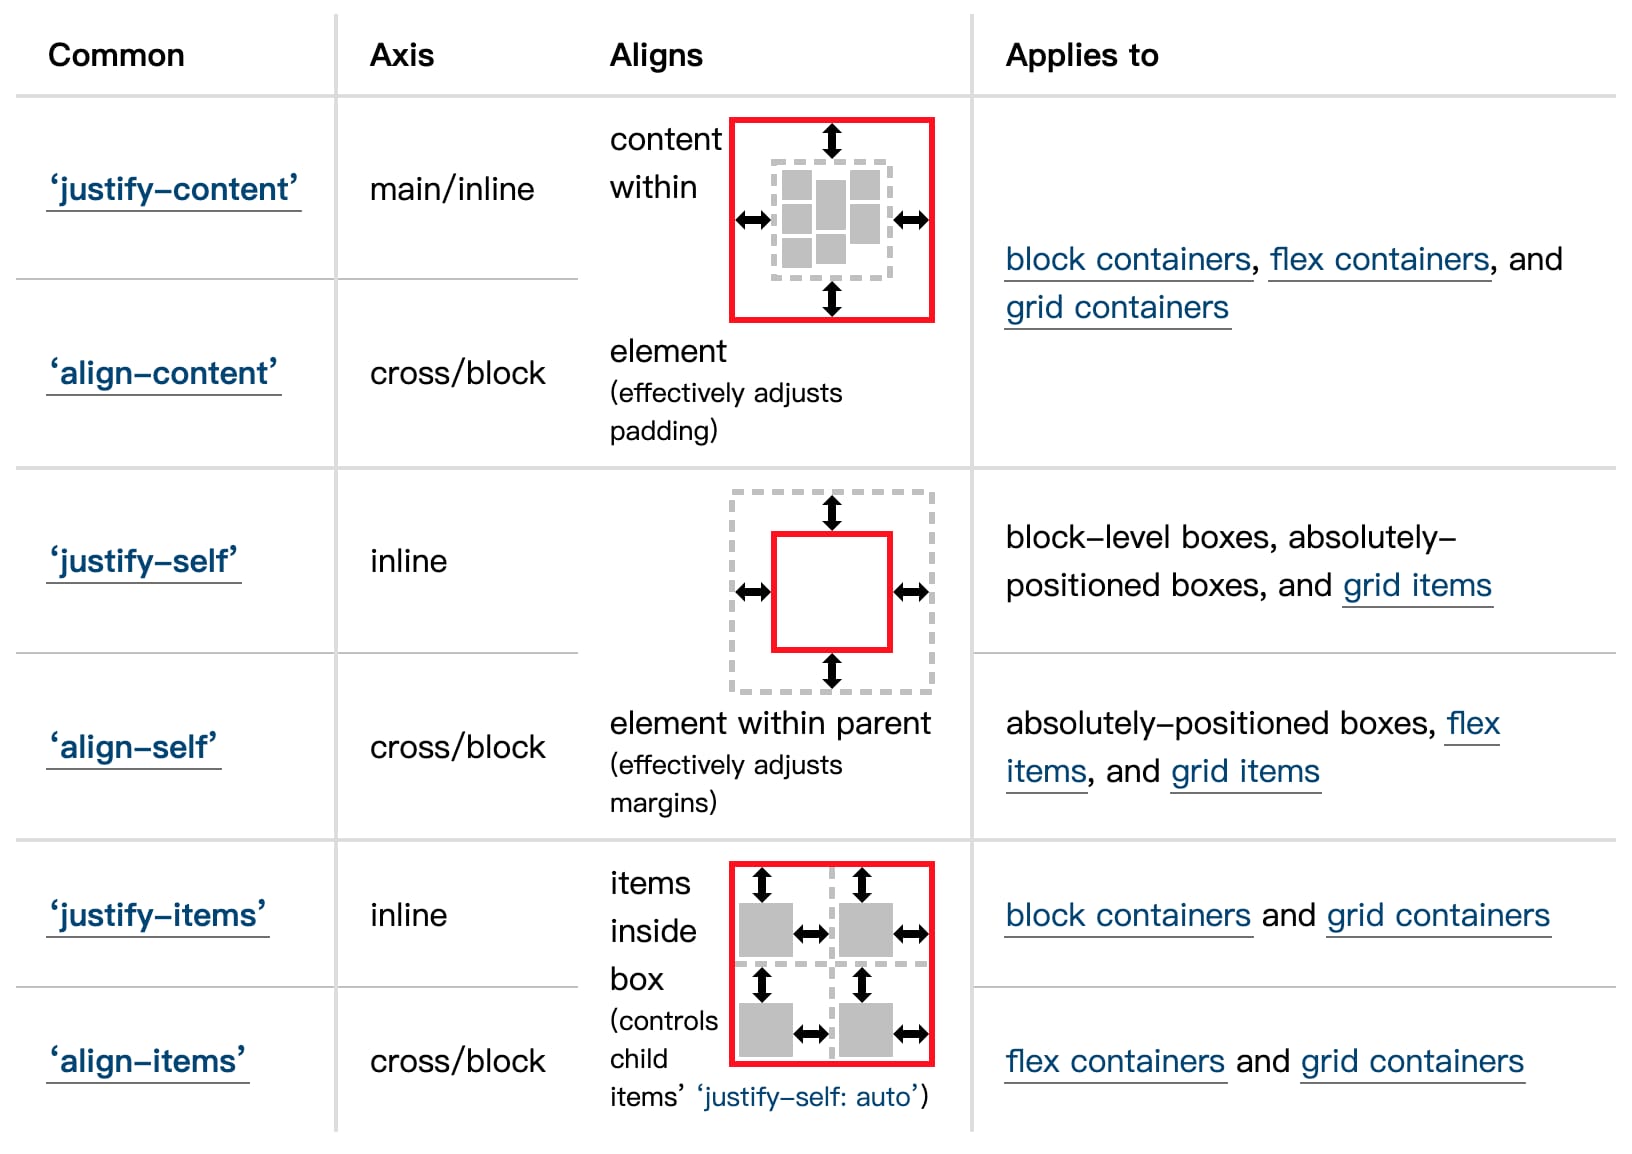 Common Axis Aligns Applies to
‘justify-content’ main/inline
content
within
‘align-content’ cross/block
element
(effectively adjusts
padding)
block containers, flex containers, and
grid containers
‘justify-self’ inline
block-level boxes, absolutely-
positioned boxes, and grid items
‘align-self’ cross/block
element within parent
(effectively adjusts
margins)
absolutely-positioned boxes, flex
items, and grid items
‘justify-items’ inline
items
inside
box
(controls
child
items’ ‘justify-self: auto’)
block containers and grid containers
‘align-items’ cross/block
flex containers and grid containers